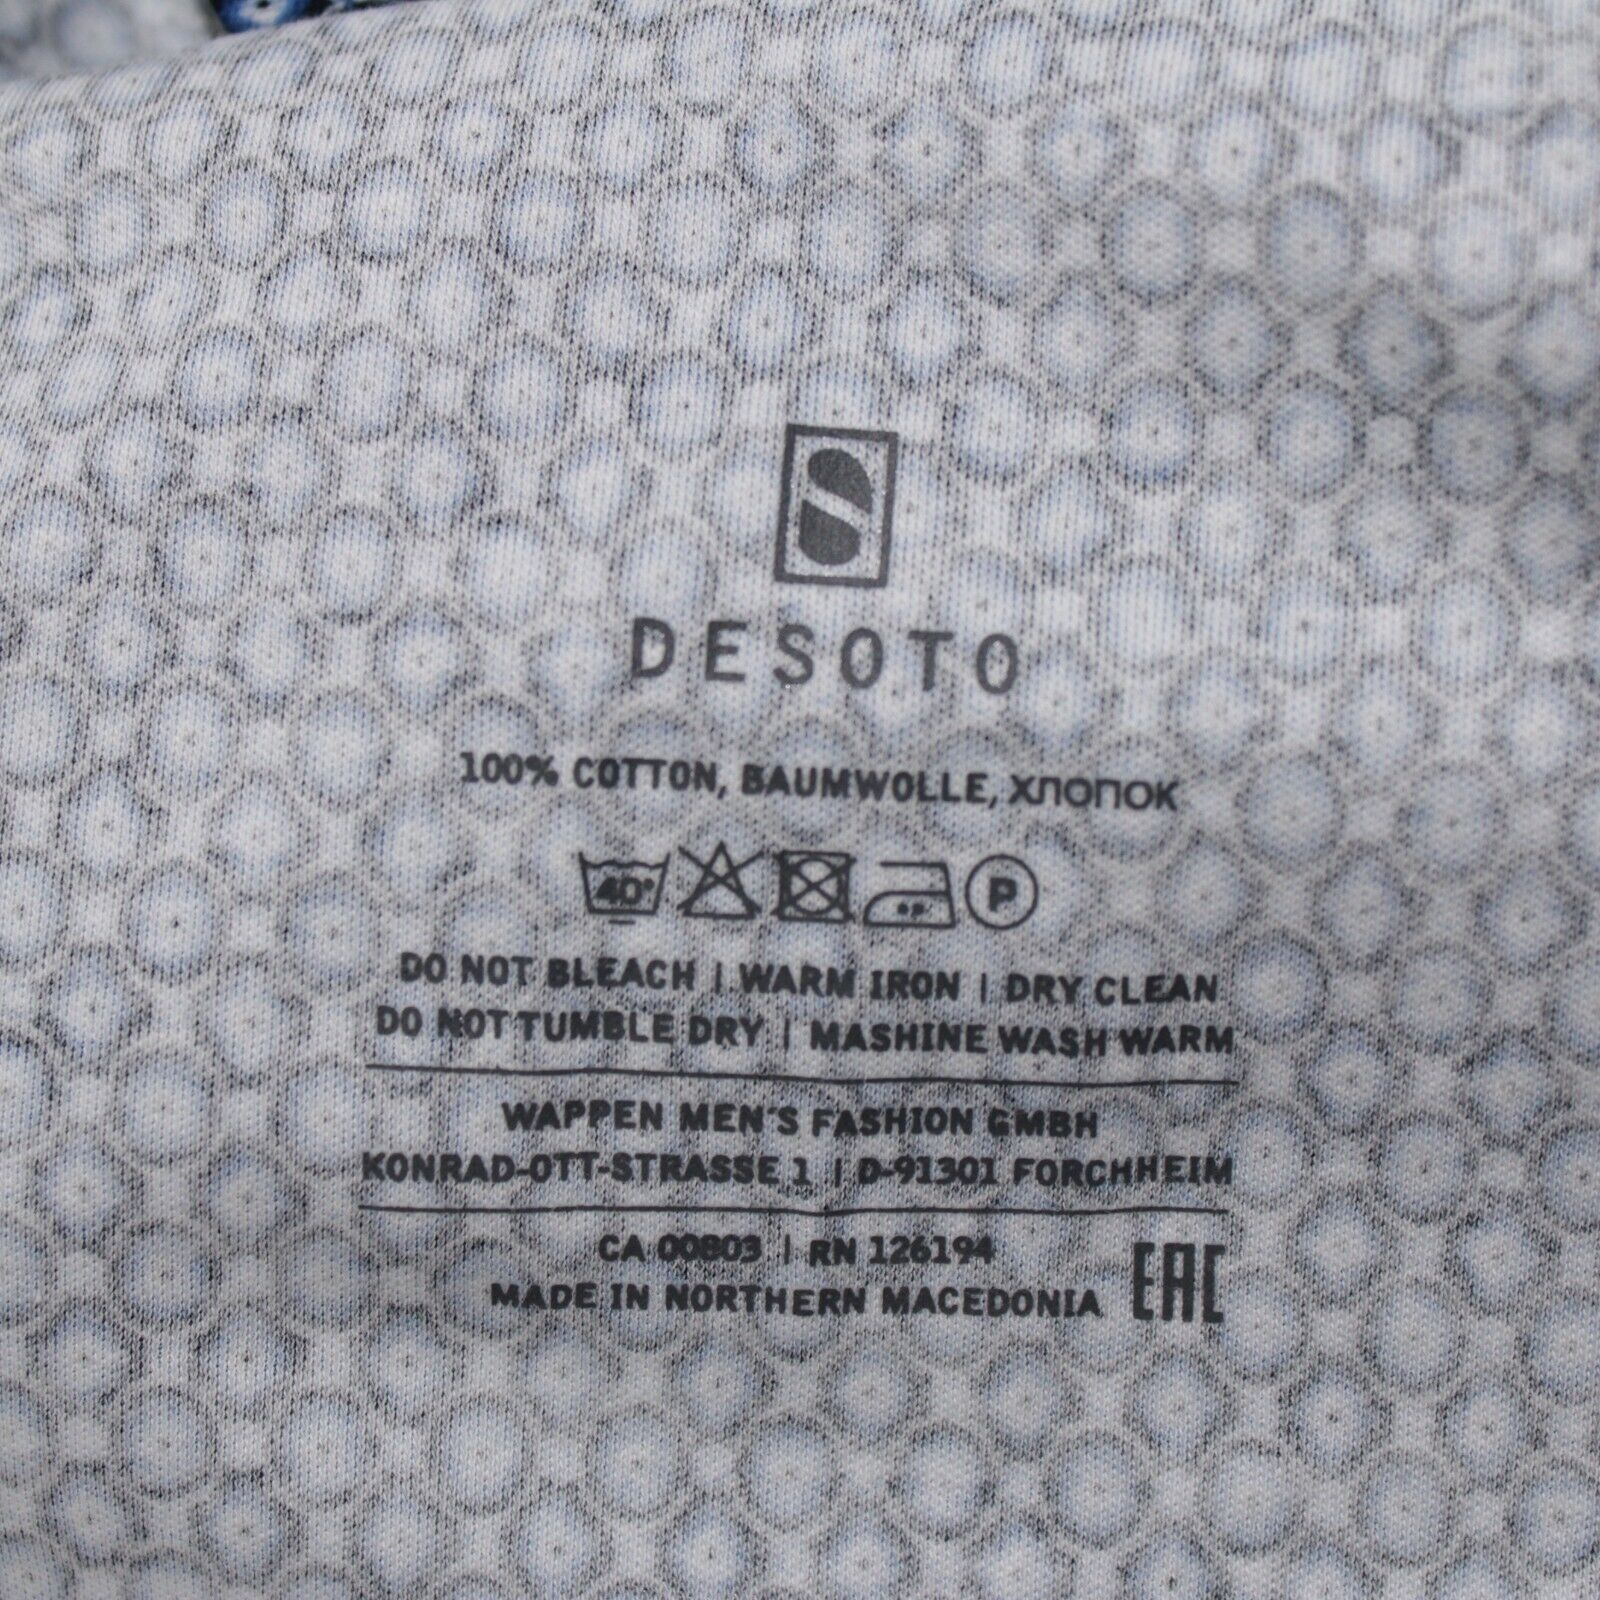 S
DESOTO
100% COTTON, BAUMWOLLE, ХЛОПОК
40° P
DO NOT BLEACH | WARM IRON | DRY CLEAN
DO NOT TUMBLE DRY | MASHINE WASH WARM
WAPPEN MEN'S FASHION GMBH
KONRAD-OTT-STRASSE 1 | D-91301 FORCHHEIM
CA 00803 | RN 126194
MADE IN NORTHERN MACEDONIA
EAC